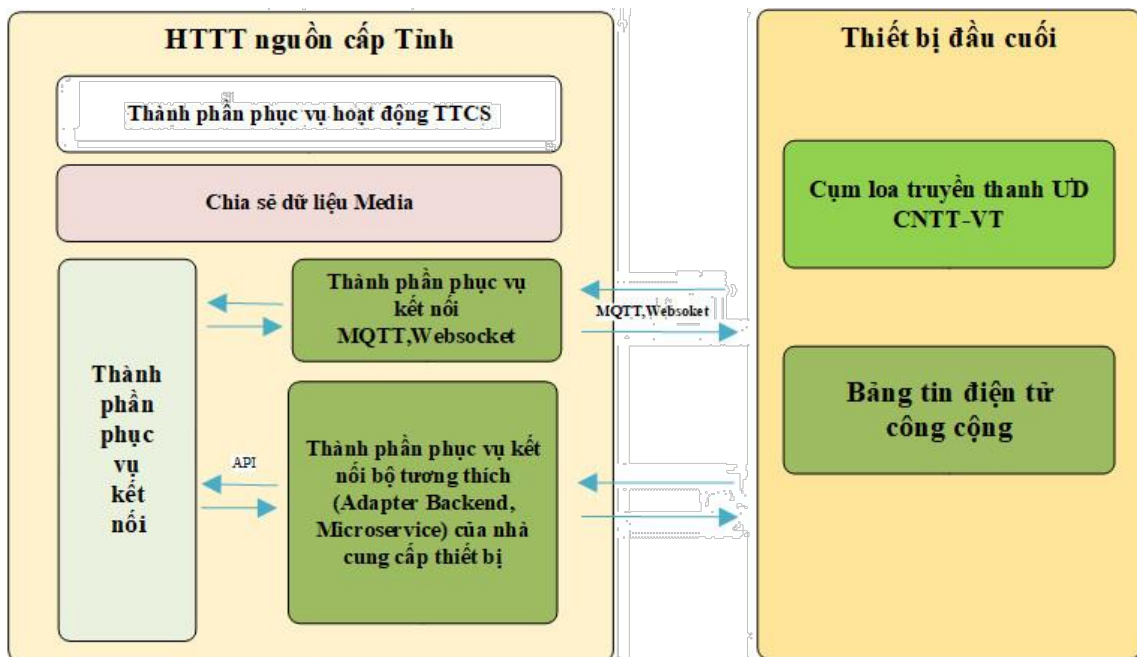 HTTT nguồn cấp Tỉnh
Thành phần phục vụ hoạt động TTCS
Chia sẽ dữ liệu Media
Thành
phần
phục
vụ
kết
nối
Thành phần phục vụ
kết nối
MQTT,Websocket
API
Thành phần phục vụ kết
nối bộ tương thích
(Adapter Backend,
Microservice) của nhà
cung cấp thiết bị
MQTT,Websoket
Thiết bị đầu cuối
Cụm loa truyền thanh ƯD
CNTT-VT
Bảng tin điện tử
công cộng